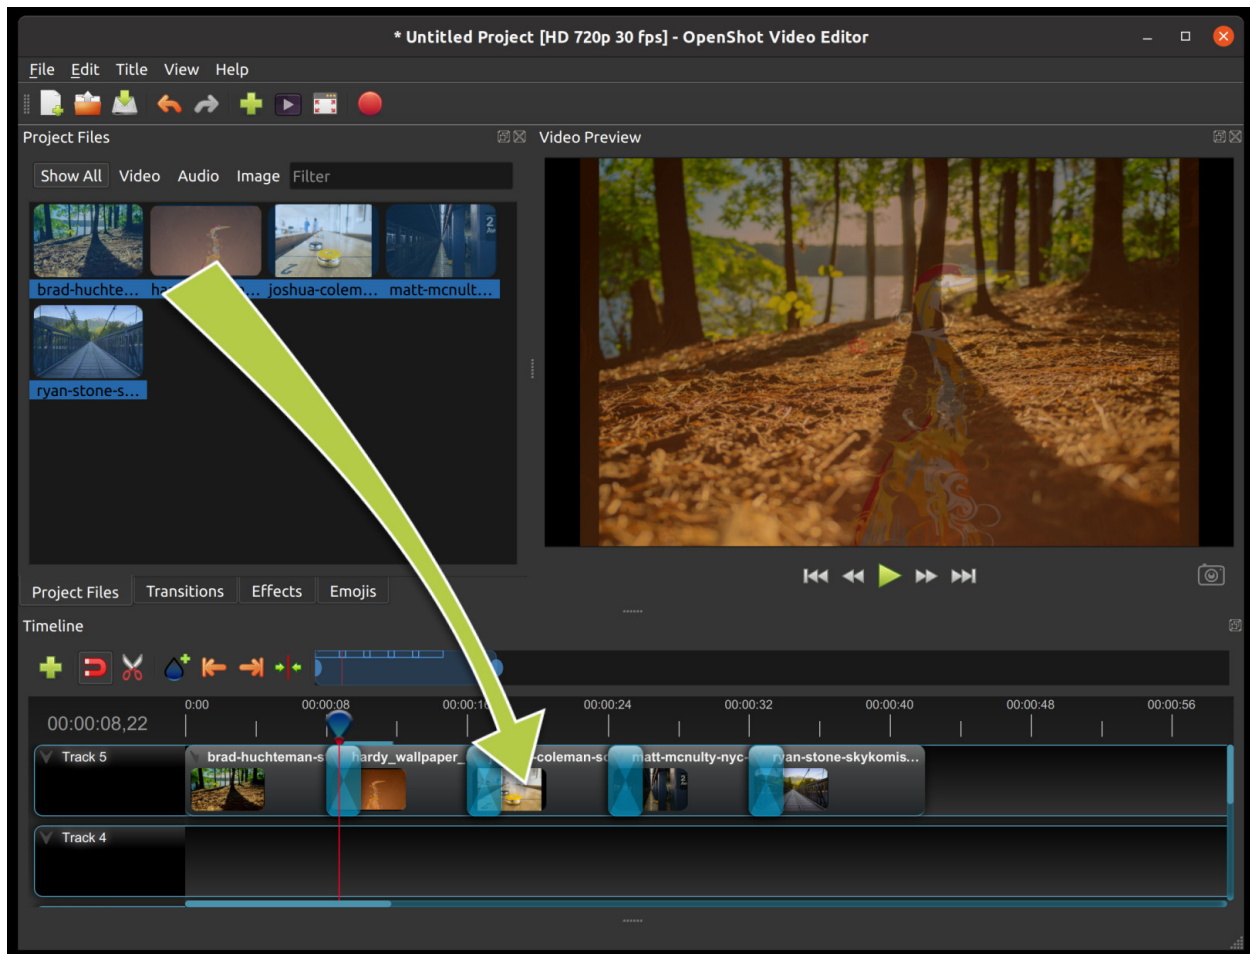 * Untitled Project [HD 720p 30 fps] - OpenShot Video Editor
File Edit Title View Help
Project Files
Video Preview
Show All Video Audio Image Filter
brad-huchte... joshua-colem... matt-mcnult...
ryan-stone-s...
Project Files Transitions Effects Emojis
Timeline
00:00:08,22
0:00 00:00:08 00:00:16 00:00:24 00:00:32 00:00:40 00:00:48 00:00:56
Track 5
brad-huchteman-s hardy_wallpaper_ -coleman-sc matt-mcnulty-nyc- ryan-stone-skykomis...
Track 4